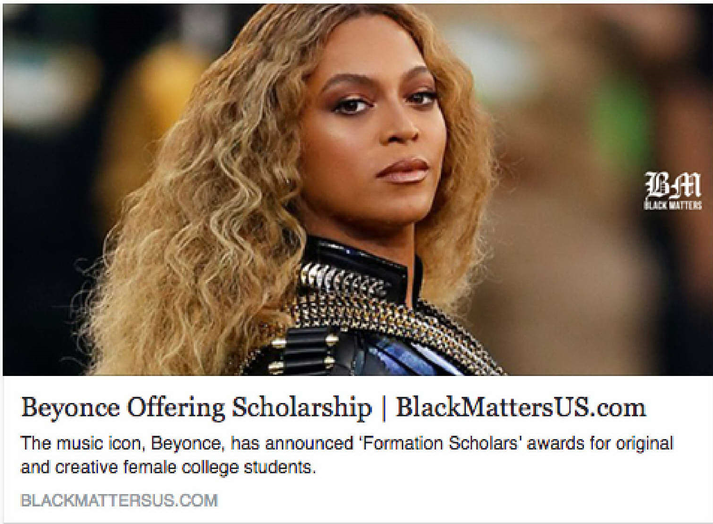 BM
BLACK MATTERS
Beyonce Offering Scholarship | BlackMattersUS.com
The music icon, Beyonce, has announced ‘Formation Scholars’ awards for original
and creative female college students.
BLACKMATTERSUS.COM